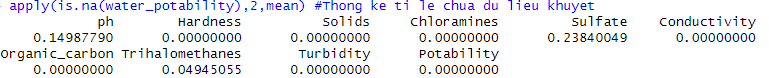 apply(is.na(water_potability),2,mean) #Thong ke ti le chua du lieu khuyet
ph Hardness Solids Chloramines Sulfate Conductivity
0.14987790 0.00000000 0.00000000 0.00000000 0.23840049 0.00000000
Organic_carbon Trihalomethanes Turbidity Potability
0.00000000 0.04945055 0.00000000 0.00000000